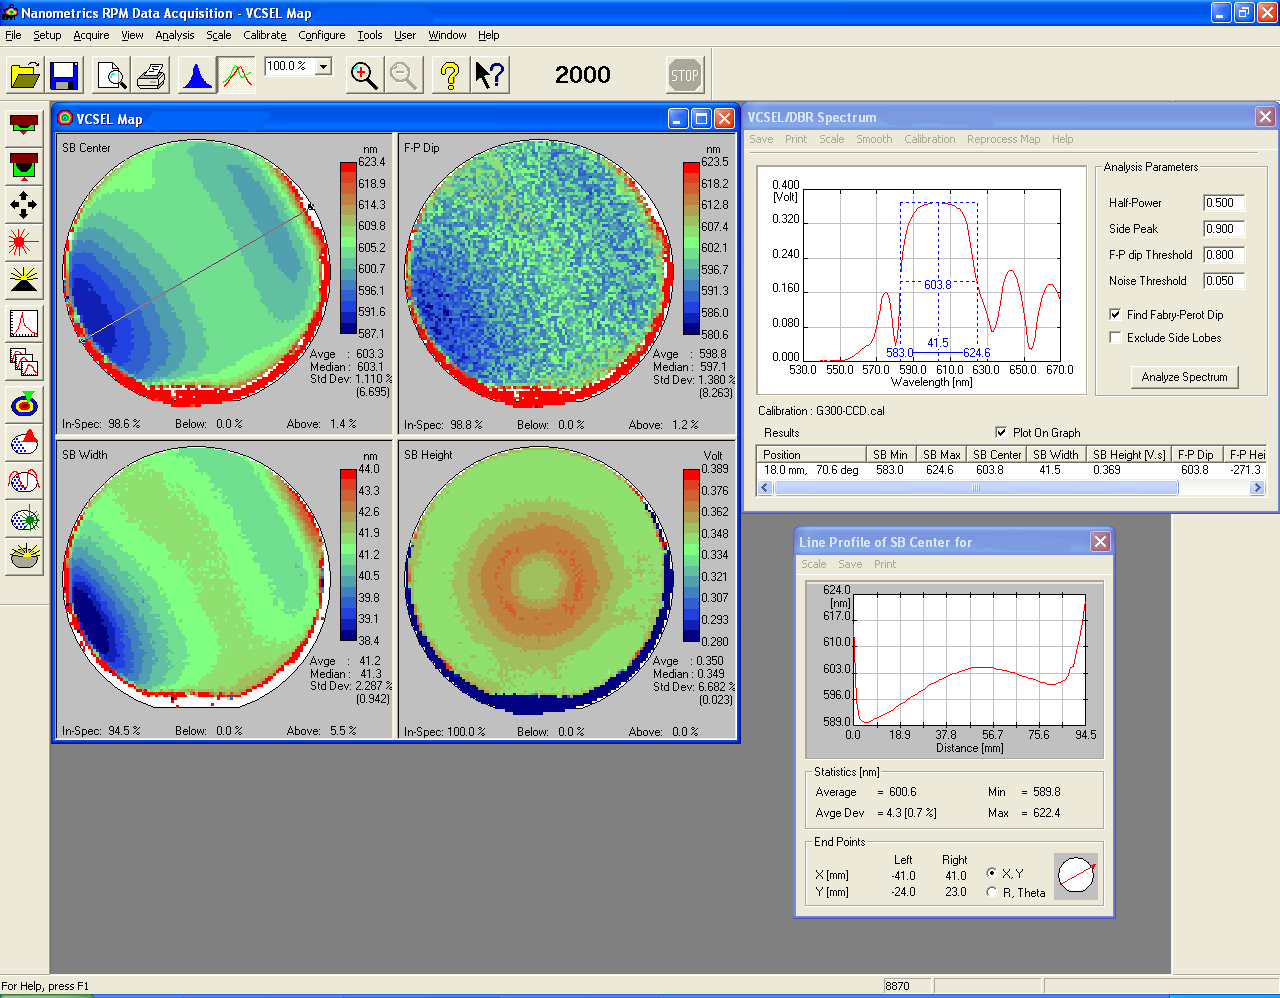 Nanometrics RPM Data Acquisition - VCSEL Map
File Setup Acquire View Analysis Scale Calibrate Configure Tools User Window Help
100.0 % 2000 STOP
VCSEL Map
SB Center
nm
623.4
618.9
614.3
609.8
605.2
600.7
596.1
591.6
587.1
Avge : 603.3
Median : 603.1
Std Dev: 1.110 %
(6.695)
In-Spec: 98.6 % Below: 0.0 % Above: 1.4 %
F-P Dip
nm
623.5
618.2
612.8
607.4
602.1
596.7
591.3
586.0
580.6
Avge : 598.8
Median : 597.1
Std Dev: 1.380 %
(8.263)
In-Spec: 98.8 % Below: 0.0 % Above: 1.2 %
SB Width
nm
44.0
43.3
42.6
41.9
41.2
40.5
39.8
39.1
38.4
Avge : 41.2
Median : 41.3
Std Dev: 2.287 %
(0.942)
In-Spec: 94.5 % Below: 0.0 % Above: 5.5 %
SB Height
Volt
0.389
0.376
0.362
0.348
0.334
0.321
0.307
0.293
0.280
Avge : 0.350
Median : 0.349
Std Dev: 6.682 %
(0.023)
In-Spec: 100.0 % Below: 0.0 % Above: 0.0 %
VCSEL/DBR Spectrum
Save Print Scale Smooth Calibration Reprocess Map Help
0.400
[Volt]
0.320
0.240
0.160
0.080
0.000
603.8
41.5
583.0 624.6
530.0 550.0 570.0 590.0 610.0 630.0 650.0 670.0
Wavelength [nm]
Analysis Parameters
Half-Power 0.500
Side Peak 0.900
F-P dip Threshold 0.800
Noise Threshold 0.050
Find Fabry-Perot Dip
Exclude Side Lobes
Analyze Spectrum
Calibration : G300-CCD.cal
Results Plot On Graph
Position SB Min SB Max SB Center SB Width SB Height [V.s] F-P Dip F-P Hei
18.0 mm, 70.6 deg 583.0 624.6 603.8 41.5 0.369 603.8 -271.3
Line Profile of SB Center for
Scale Save Print
624.0
[nm]
617.0
610.0
603.0
596.0
589.0
0.0 18.9 37.8 56.7 75.6 94.5
Distance [mm]
Statistics [nm]
Average = 600.6 Min = 589.8
Avge Dev = 4.3 [0.7 %] Max = 622.4
End Points
Left Right
X [mm] -41.0 41.0 X, Y
Y [mm] -24.0 23.0 R, Theta
For Help, press F1 8870